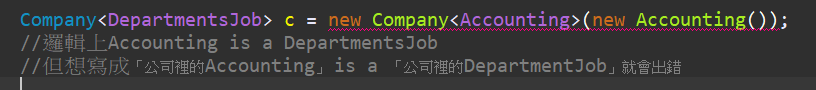 Company<DepartmentsJob> c = new Company<Accounting>(new Accounting());
//邏輯上Accounting is a DepartmentsJob
//但想寫成「公司裡的Accounting」is a 「公司裡的DepartmentJob」就會出錯